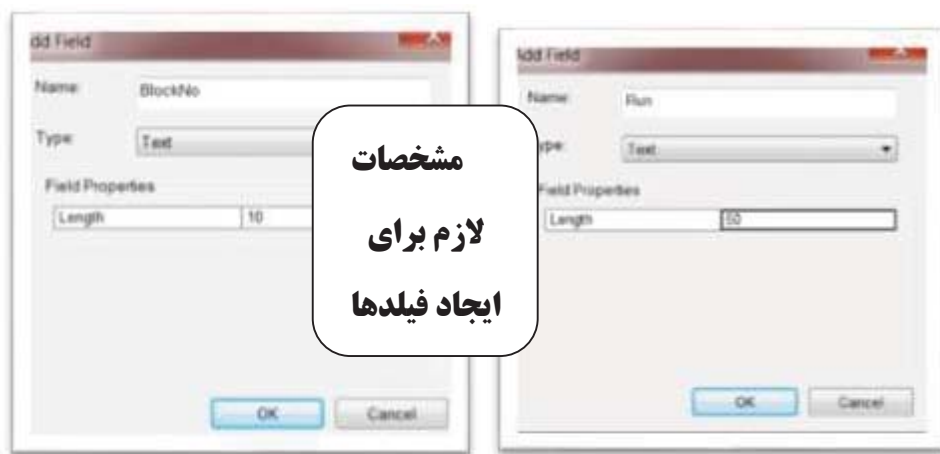 dd Field
Name:
BlockNo
Type:
Text
Field Properties
Length
10
OK
Cancel
مشخصات
لازم برای
ایجاد فیلدها
Add Field
Name:
Run
ype:
Text
Field Properties
Length
50
OK
Cancel